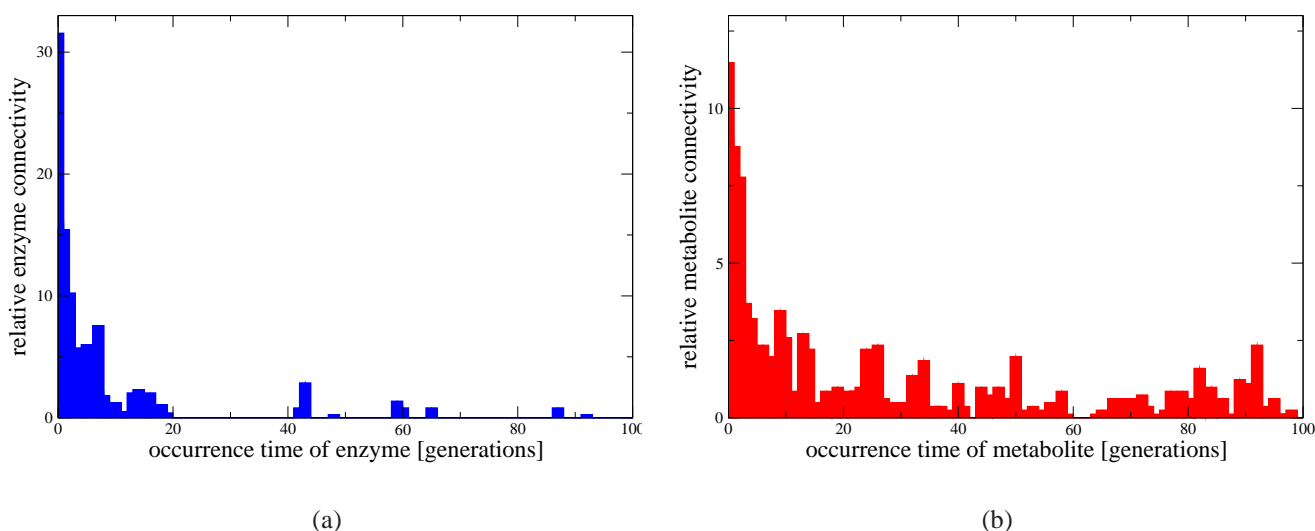 relative enzyme connectivity
30
20
10
0
0 20 40 60 80 100
occurrence time of enzyme [generations]
(a)
relative metabolite connectivity
10
5
0
0 20 40 60 80 100
occurrence time of metabolite [generations]
(b)